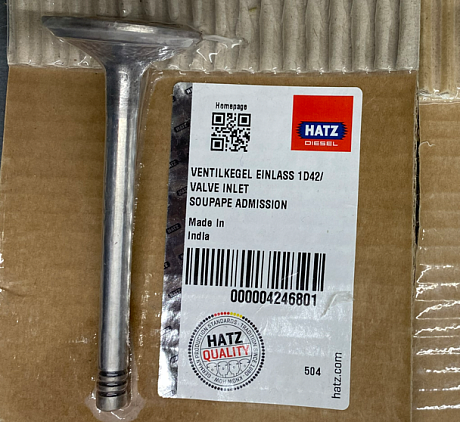 Homepage
HATZ
DIESEL
VENTILKEGEL EINLASS 1D42/
VALVE INLET
SOUPAPE ADMISSION
Made In
India
000004246801
HATZ
QUALITY
504
hatz.com